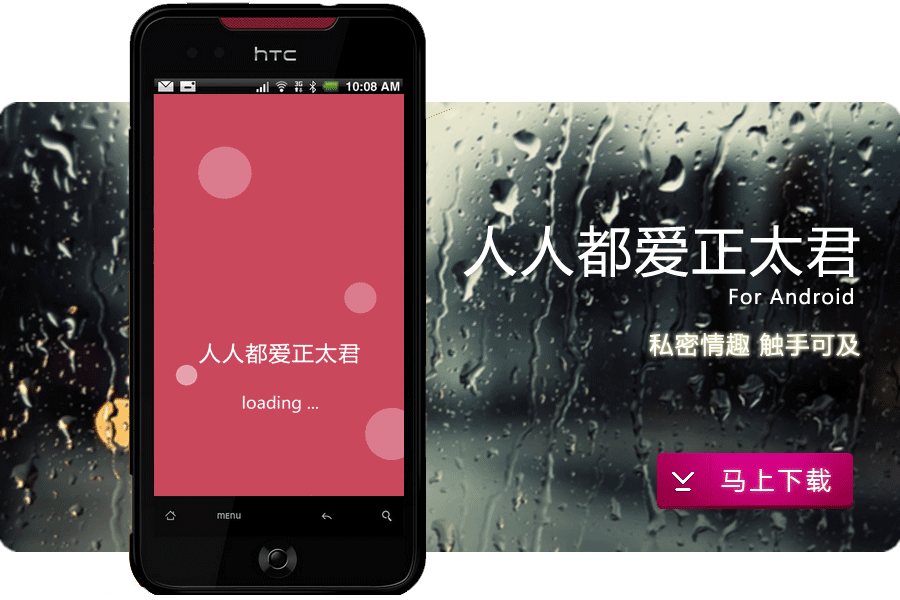 hTC
3G
10:08 AM
人人都爱正太君
loading ...
MENU
人人都爱正太君
For Android
私密情趣 触手可及
马上下载